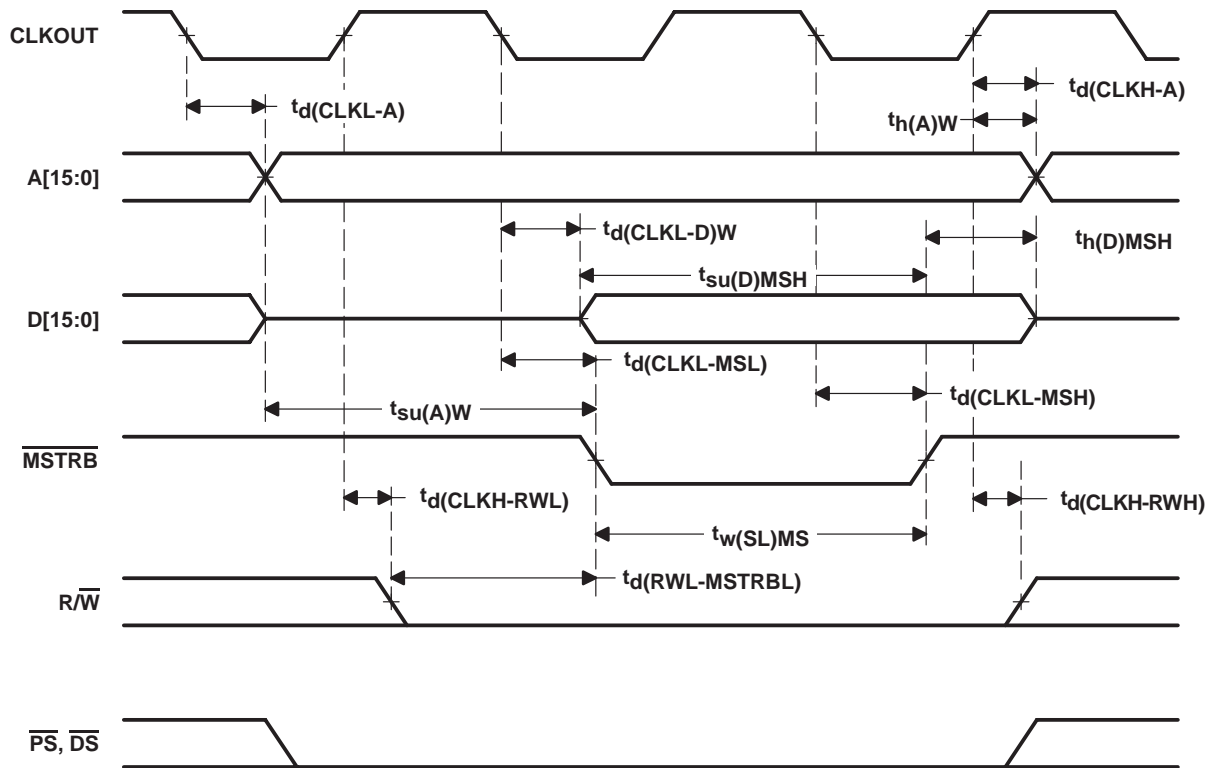 CLKOUT
td(CLKL-A)
td(CLKH-A)
th(A)W
A[15:0]
td(CLKL-D)W
th(D)MSH
tsu(D)MSH
D[15:0]
td(CLKL-MSL)
td(CLKL-MSH)
tsu(A)W
MSTRB
td(CLKH-RWL)
td(CLKH-RWH)
tw(SL)MS
td(RWL-MSTRBL)
R/W
PS, DS